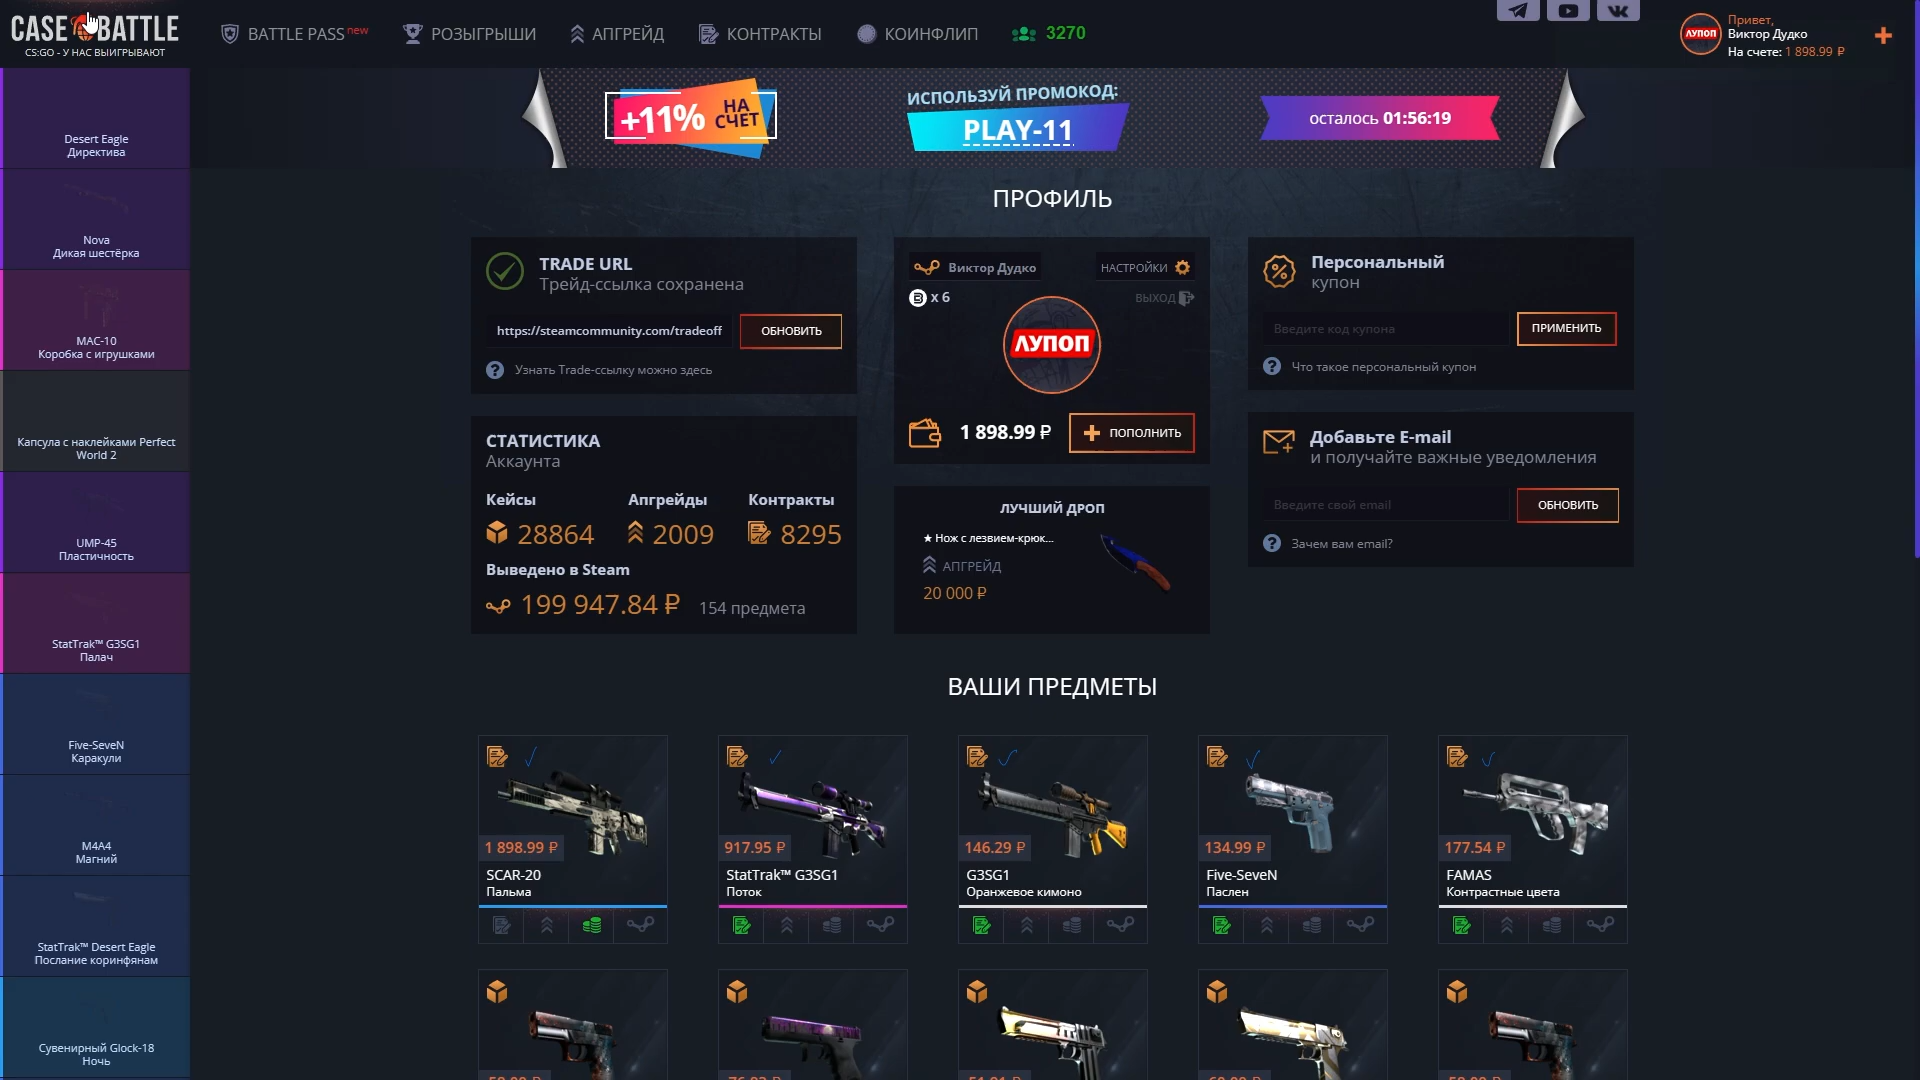 CASE BATTLE
CS:GO - У НАС ВЫИГРЫВАЮТ
BATTLE PASS new
РОЗЫГРЫШИ
АПГРЕЙД
КОНТРАКТЫ
КОИНФЛИП
3270
Привет,
Виктор Дудко
На счете: 1 898.99 ₽
ЛУПОП
+11% НА СЧЕТ
ИСПОЛЬЗУЙ ПРОМОКОД:
PLAY-11
осталось 01:56:19
Desert Eagle
Директива
Nova
Дикая шестёрка
MAC-10
Коробка с игрушками
Капсула с наклейками Perfect
World 2
UMP-45
Пластичность
StatTrak™ G3SG1
Палач
Five-SeveN
Каракули
M4A4
Магний
StatTrak™ Desert Eagle
Послание коринфянам
Сувенирный Glock-18
Ночь
ПРОФИЛЬ
TRADE URL
Трейд-ссылка сохранена
https://steamcommunity.com/tradeoff
ОБНОВИТЬ
Узнать Trade-ссылку можно здесь
СТАТИСТИКА
Аккаунта
Кейсы
Апгрейды
Контракты
28864
2009
8295
Выведено в Steam
199 947.84 ₽
154 предмета
Виктор Дудко
НАСТРОЙКИ
x 6
ВЫХОД
ЛУПОП
1 898.99 ₽
ПОПОЛНИТЬ
ЛУЧШИЙ ДРОП
★ Нож с лезвием-крюк...
АПГРЕЙД
20 000 ₽
Персональный
купон
Введите код купона
ПРИМЕНИТЬ
Что такое персональный купон
Добавьте E-mail
и получайте важные уведомления
Введите свой email
ОБНОВИТЬ
Зачем вам email?
ВАШИ ПРЕДМЕТЫ
1 898.99 ₽
SCAR-20
Пальма
917.95 ₽
StatTrak™ G3SG1
Поток
146.29 ₽
G3SG1
Оранжевое кимоно
134.99 ₽
Five-SeveN
Паслен
177.54 ₽
FAMAS
Контрастные цвета